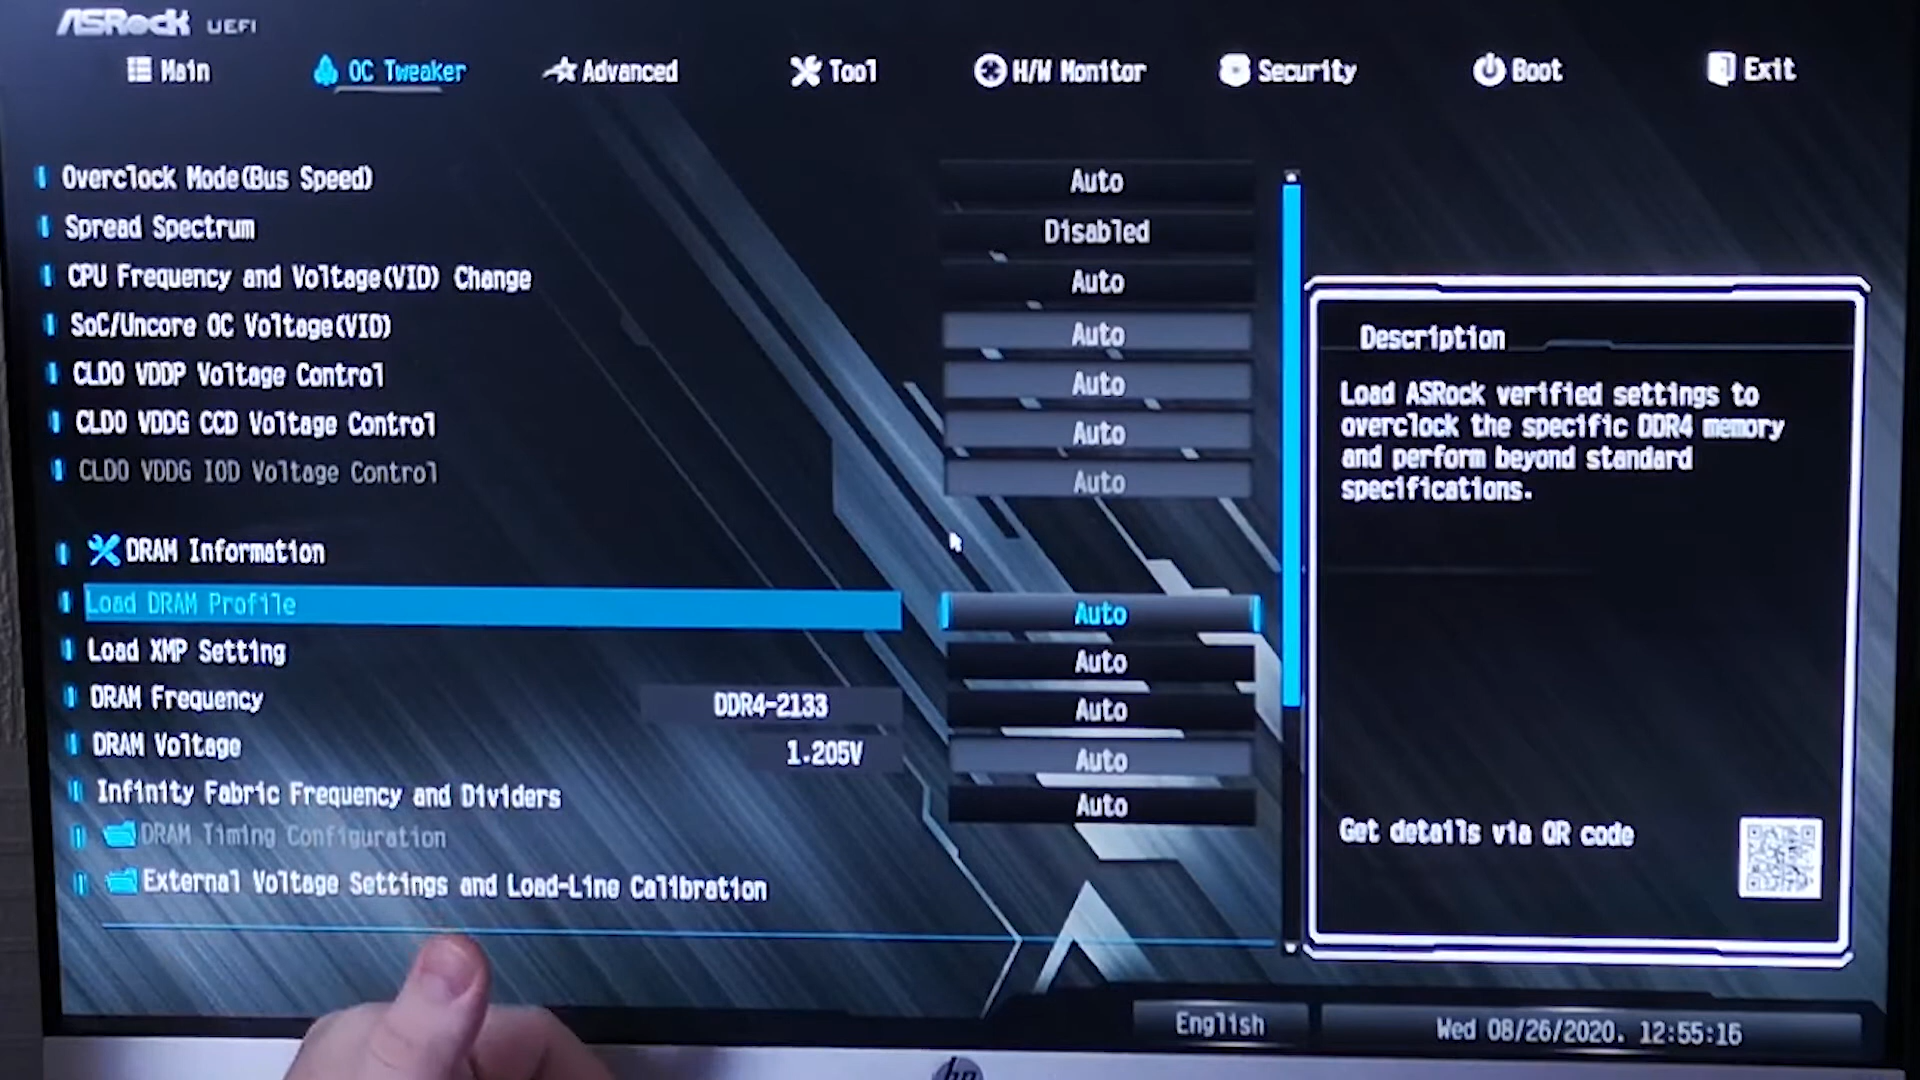 ASRock UEFI
Main OC Tweaker Advanced Tool H/W Monitor Security Boot Exit
Overclock Mode(Bus Speed) Auto
Spread Spectrum Disabled
CPU Frequency and Voltage(VID) Change Auto
SoC/Uncore OC Voltage(VID) Auto
CLDO VDDP Voltage Control Auto
CLDO VDDG CCD Voltage Control Auto
CLDO VDDG IOD Voltage Control Auto
DRAM Information
Load DRAM Profile Auto
Load XMP Setting Auto
DRAM Frequency DDR4-2133 Auto
DRAM Voltage 1.205V Auto
Infinity Fabric Frequency and Dividers Auto
DRAM Timing Configuration
External Voltage Settings and Load-Line Calibration
Description
Load ASRock verified settings to
overclock the specific DDR4 memory
and perform beyond standard
specifications.
Get details via QR code
English
Wed 08/26/2020. 12:55:16
hp